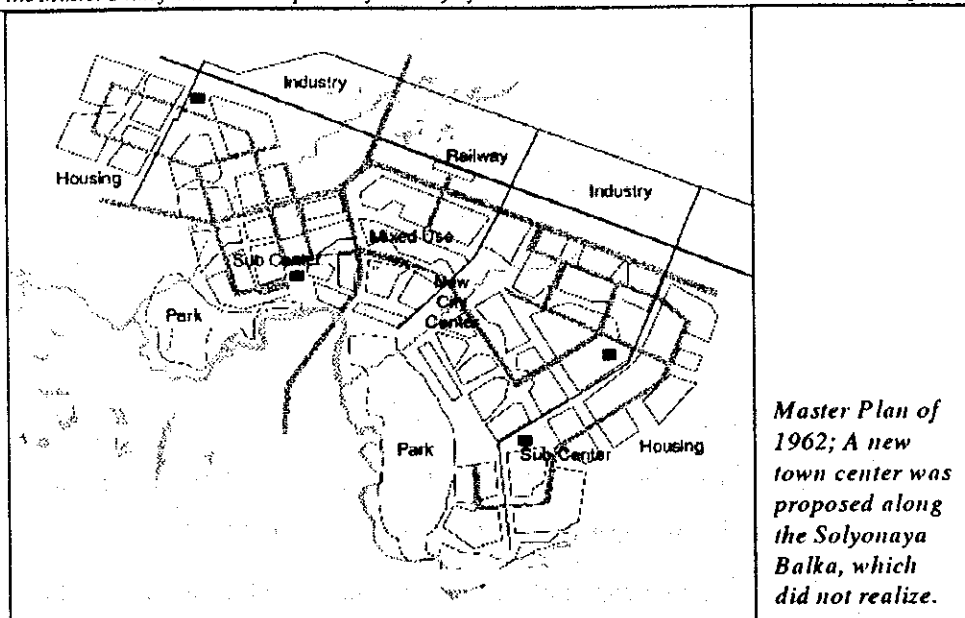 Industry
Railway
Industry
Housing
Mixed Use
Sub Center
New
City
Center
Park
Park
Sub Center
Housing
Master Plan of
1962; A new
town center was
proposed along
the Solyonaya
Balka, which
did not realize.